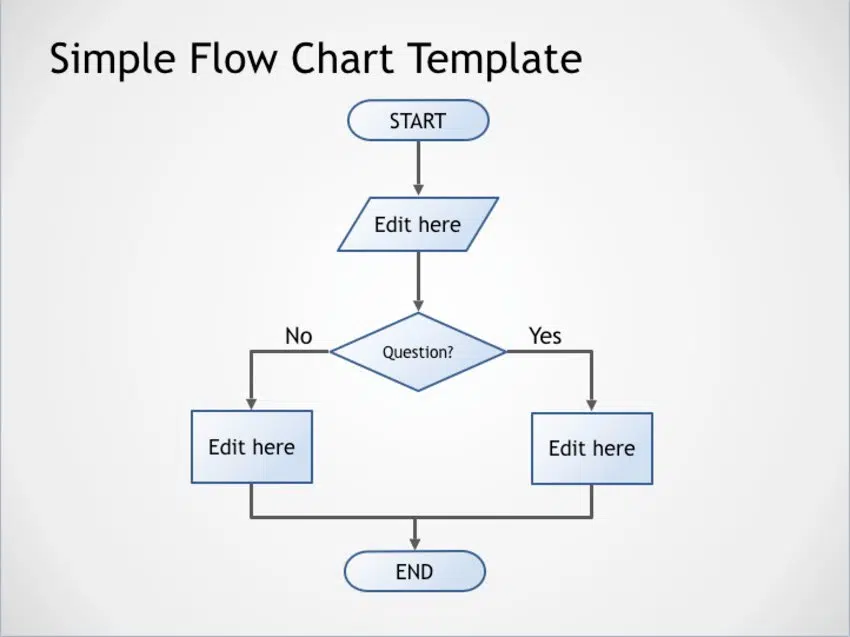 Simple Flow Chart Template
START
Edit here
Question?
No
Yes
Edit here
Edit here
END